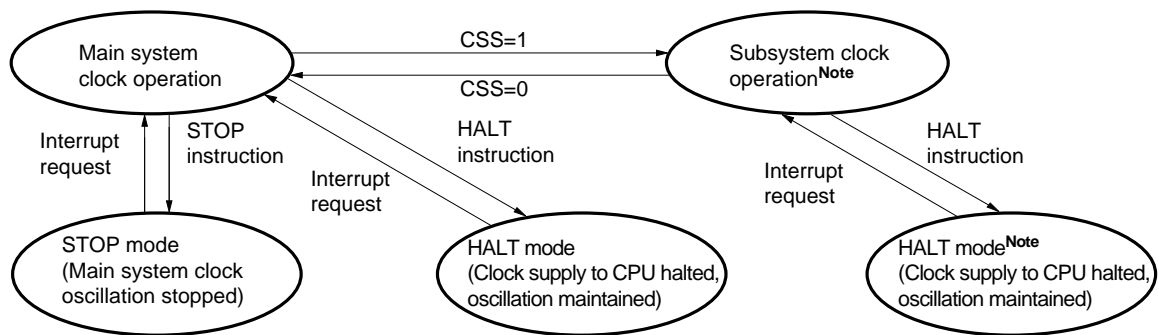 Main system
clock operation
CSS=1
CSS=0
Subsystem clock
operationNote
Interrupt
request
STOP
instruction
HALT
instruction
Interrupt
request
HALT
instruction
Interrupt
request
STOP mode
(Main system clock
oscillation stopped)
HALT mode
(Clock supply to CPU halted,
oscillation maintained)
HALT modeNote
(Clock supply to CPU halted,
oscillation maintained)